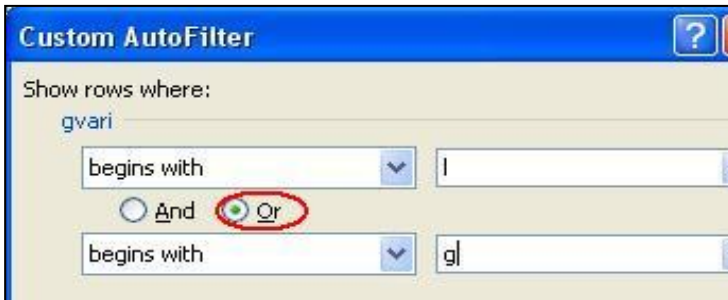 Custom AutoFilter ?
Show rows where:
gvari
begins with l
And Or
begins with g